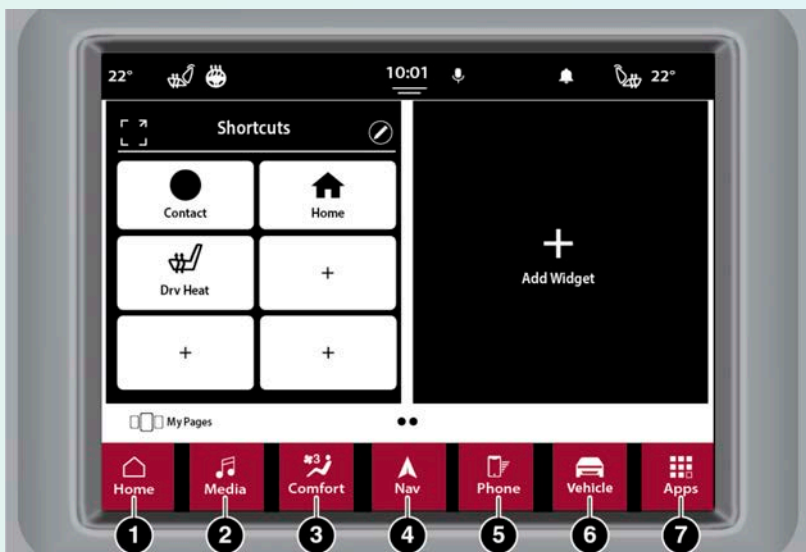 22°
10:01
22°
Shortcuts
Contact
Home
Drv Heat
+
+
+
+
Add Widget
My Pages
3
Home
Media
Comfort
Nav
Phone
Vehicle
Apps
1
2
3
4
5
6
7